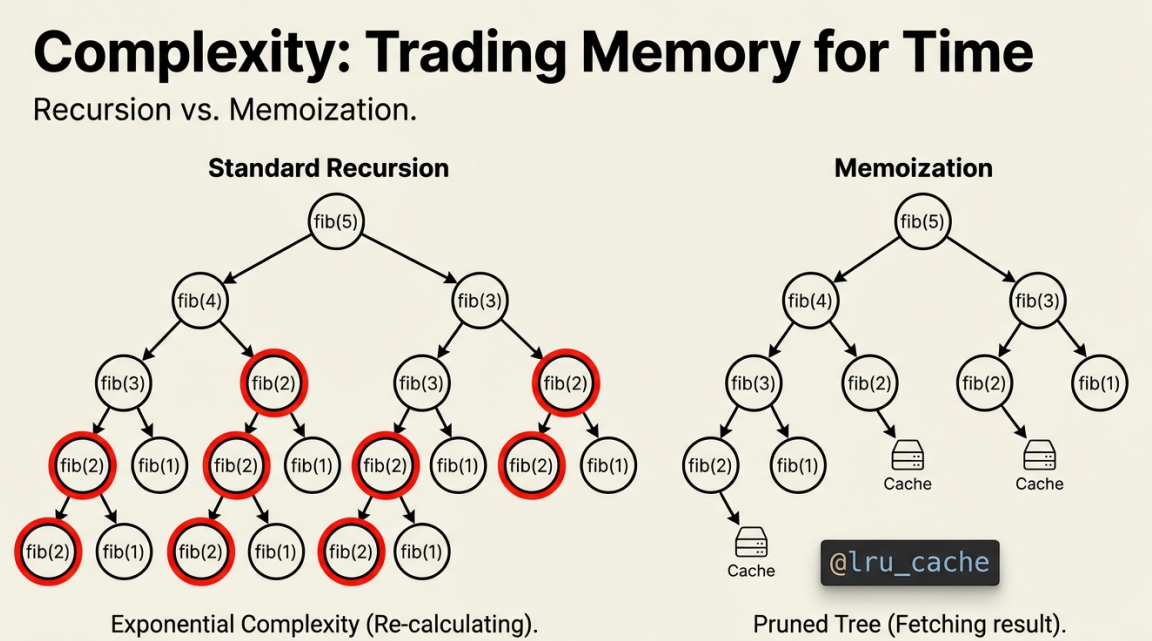 Complexity: Trading Memory for Time
Recursion vs. Memoization.
Standard Recursion
fib(5)
fib(4)
fib(3)
fib(3)
fib(2)
fib(3)
fib(2)
fib(2)
fib(1)
fib(2)
fib(1)
fib(2)
fib(1)
fib(2)
fib(1)
fib(2)
fib(1)
fib(2)
fib(1)
fib(2)
fib(1)
Exponential Complexity (Re-calculating).
Memoization
fib(5)
fib(4)
fib(3)
fib(3)
fib(2)
fib(2)
fib(1)
fib(2)
fib(1)
Cache
Cache
Cache
@lru_cache
Pruned Tree (Fetching result).